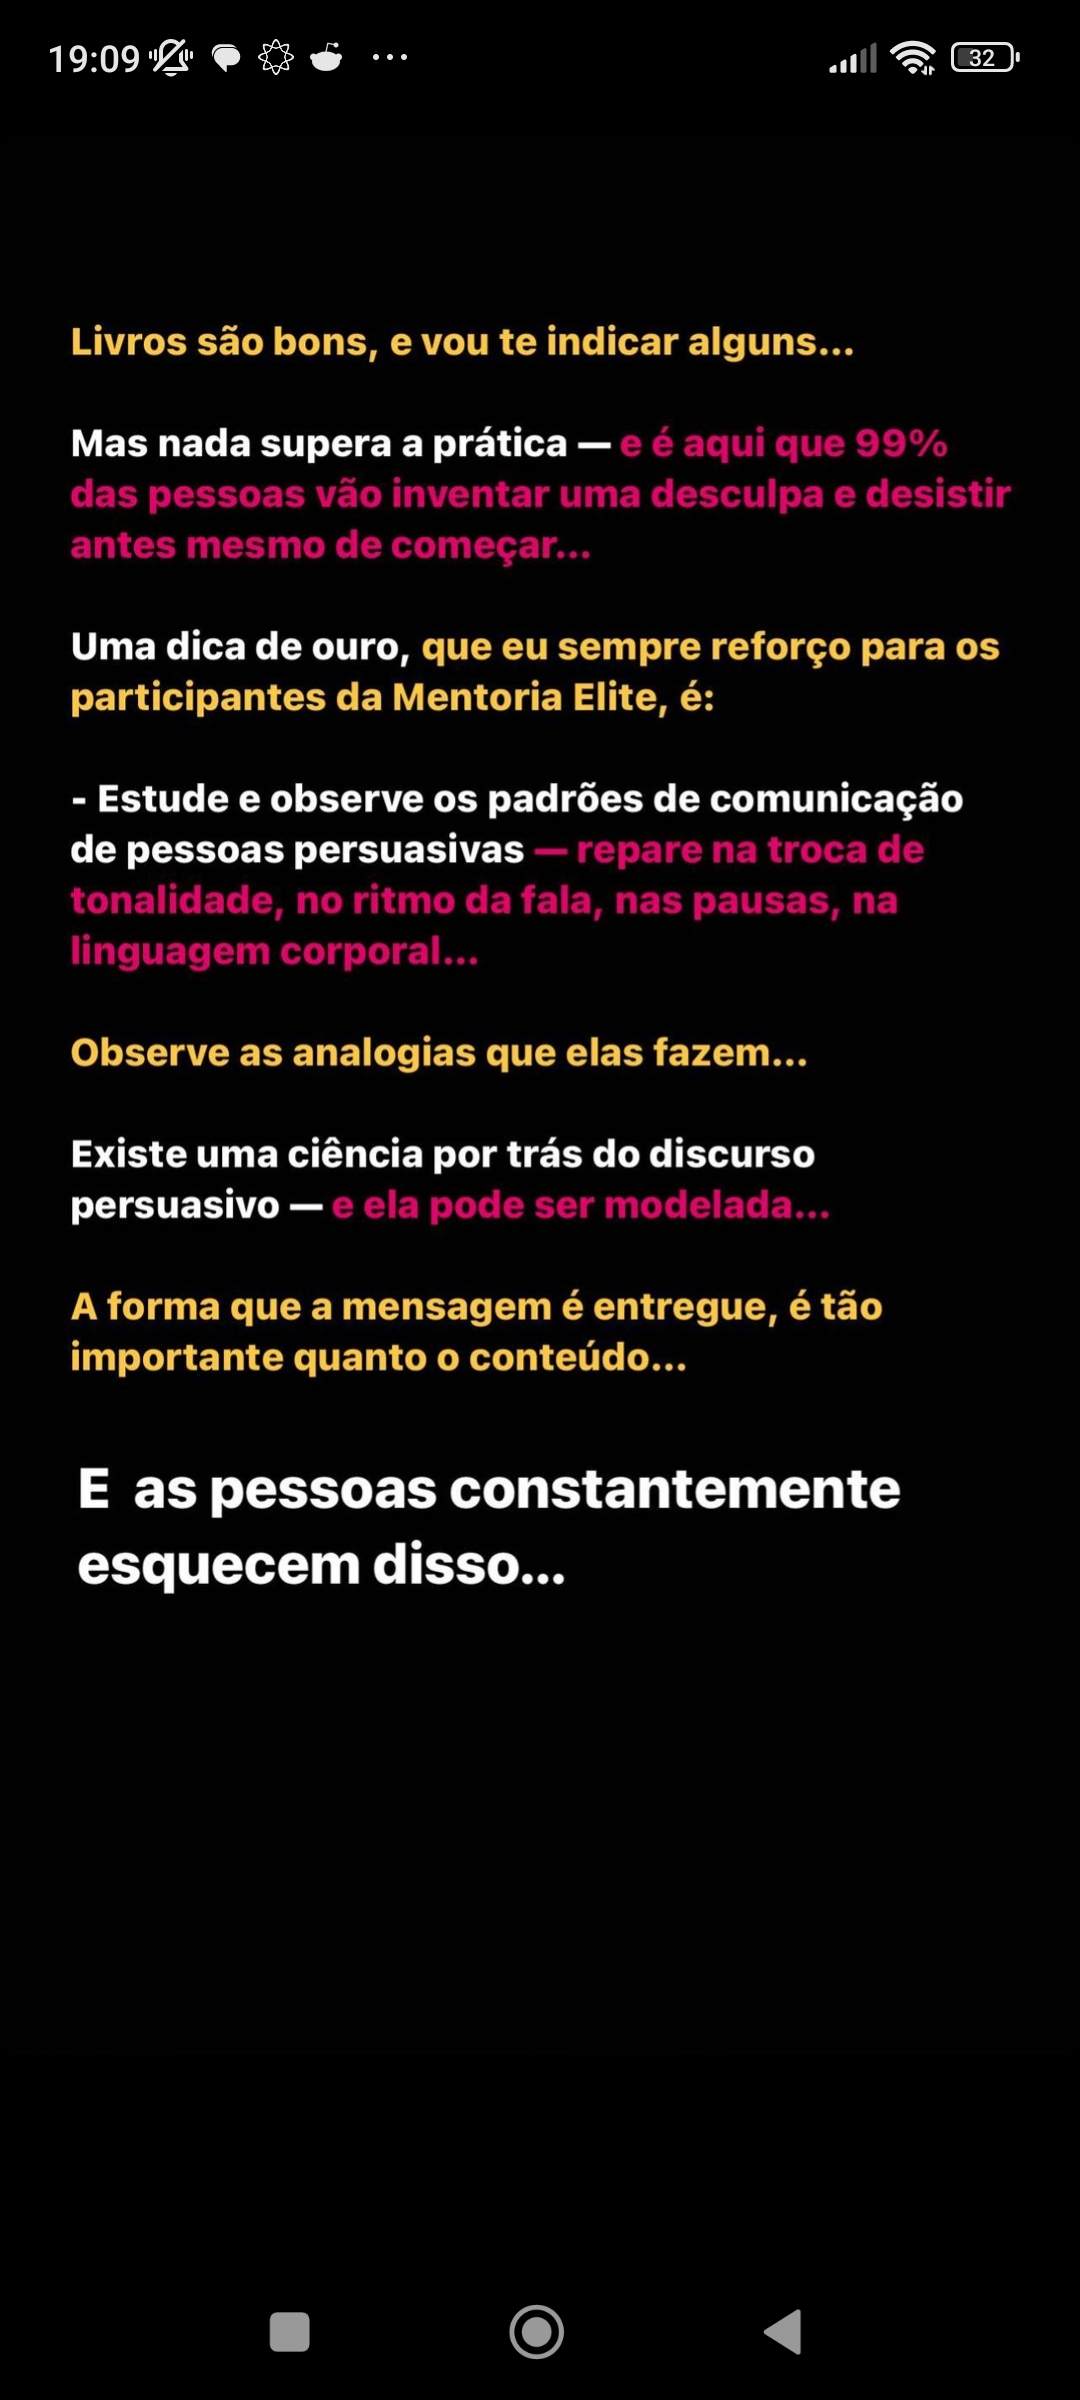 19:09
32
Livros são bons, e vou te indicar alguns...
Mas nada supera a prática — e é aqui que 99%
das pessoas vão inventar uma desculpa e desistir
antes mesmo de começar...
Uma dica de ouro, que eu sempre reforço para os
participantes da Mentoria Elite, é:
- Estude e observe os padrões de comunicação
de pessoas persuasivas — repare na troca de
tonalidade, no ritmo da fala, nas pausas, na
linguagem corporal...
Observe as analogias que elas fazem...
Existe uma ciência por trás do discurso
persuasivo — e ela pode ser modelada...
A forma que a mensagem é entregue, é tão
importante quanto o conteúdo...
E as pessoas constantemente
esquecem disso...